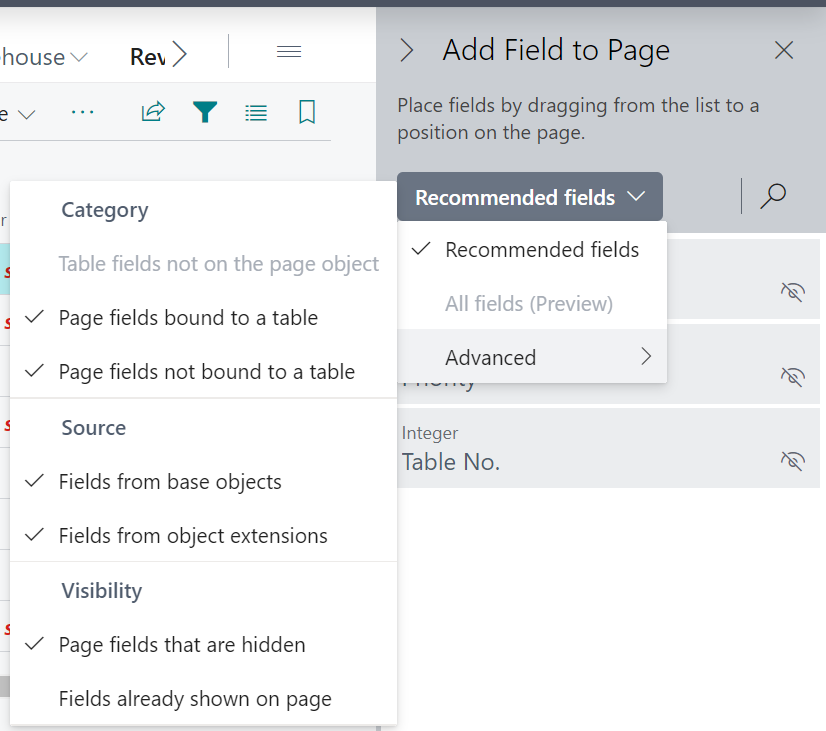 house
Rev
Add Field to Page
Place fields by dragging from the list to a
position on the page.
Recommended fields
Recommended fields
All fields (Preview)
Advanced
Priority
Integer
Table No.
Category
Table fields not on the page object
Page fields bound to a table
Page fields not bound to a table
Source
Fields from base objects
Fields from object extensions
Visibility
Page fields that are hidden
Fields already shown on page